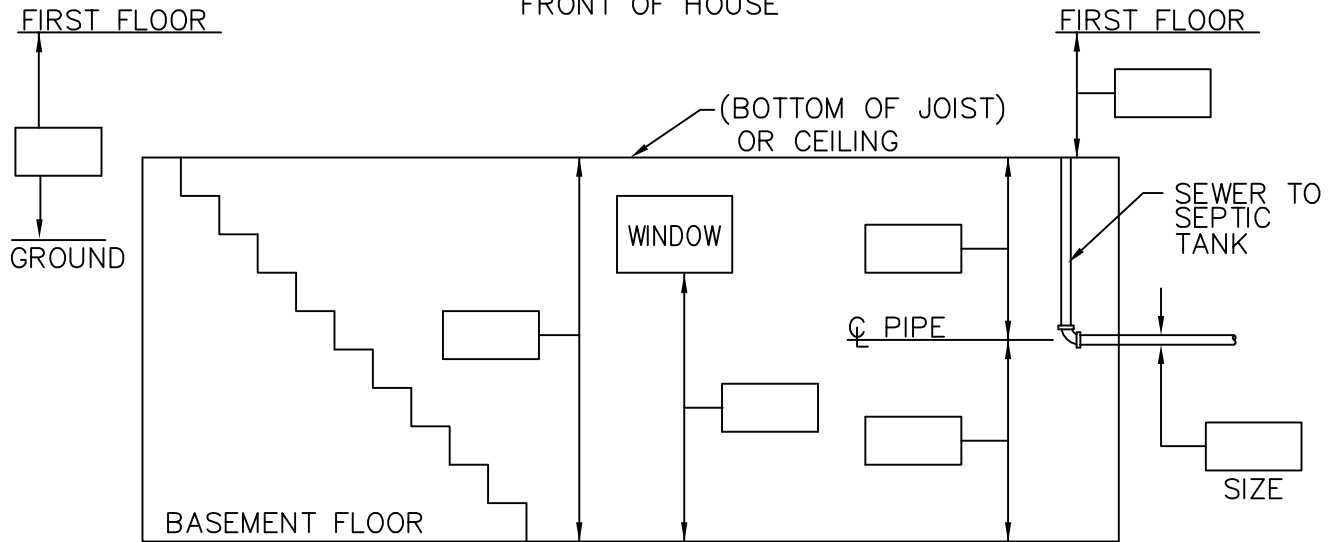 FRONT OF HOUSE
FIRST FLOOR
FIRST FLOOR
(BOTTOM OF JOIST)
OR CEILING
SEWER TO
SEPTIC
TANK
WINDOW
GROUND
℄ PIPE
SIZE
BASEMENT FLOOR